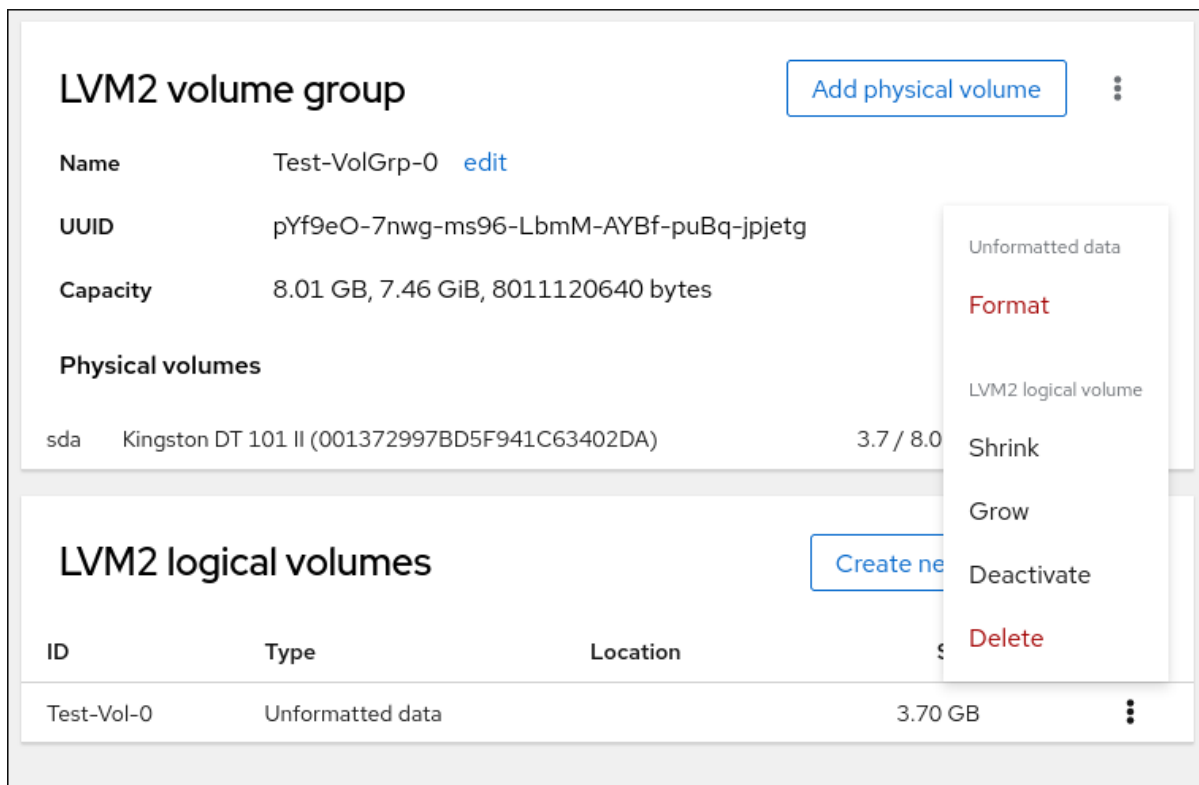 LVM2 volume group
Add physical volume
Name Test-VolGrp-0 edit
UUID pYf9eO-7nwg-ms96-LbmM-AYBf-puBq-jpjetg
Capacity 8.01 GB, 7.46 GiB, 8011120640 bytes
Physical volumes
sda Kingston DT 101 II (001372997BD5F941C63402DA) 3.7 / 8.0
Unformatted data
Format
LVM2 logical volume
Shrink
Grow
Deactivate
Delete
LVM2 logical volumes
Create ne
ID Type Location
Test-Vol-0 Unformatted data 3.70 GB